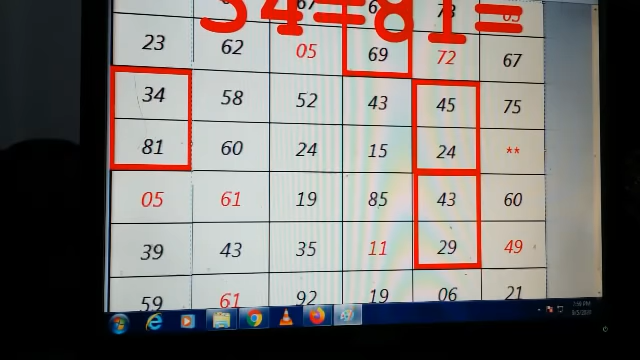 34+81=
23 62 05 69 72 67
34 58 52 43 45 75
81 60 24 15 24 **
05 61 19 85 43 60
39 43 35 11 29 49
59 61 92 19 06 21